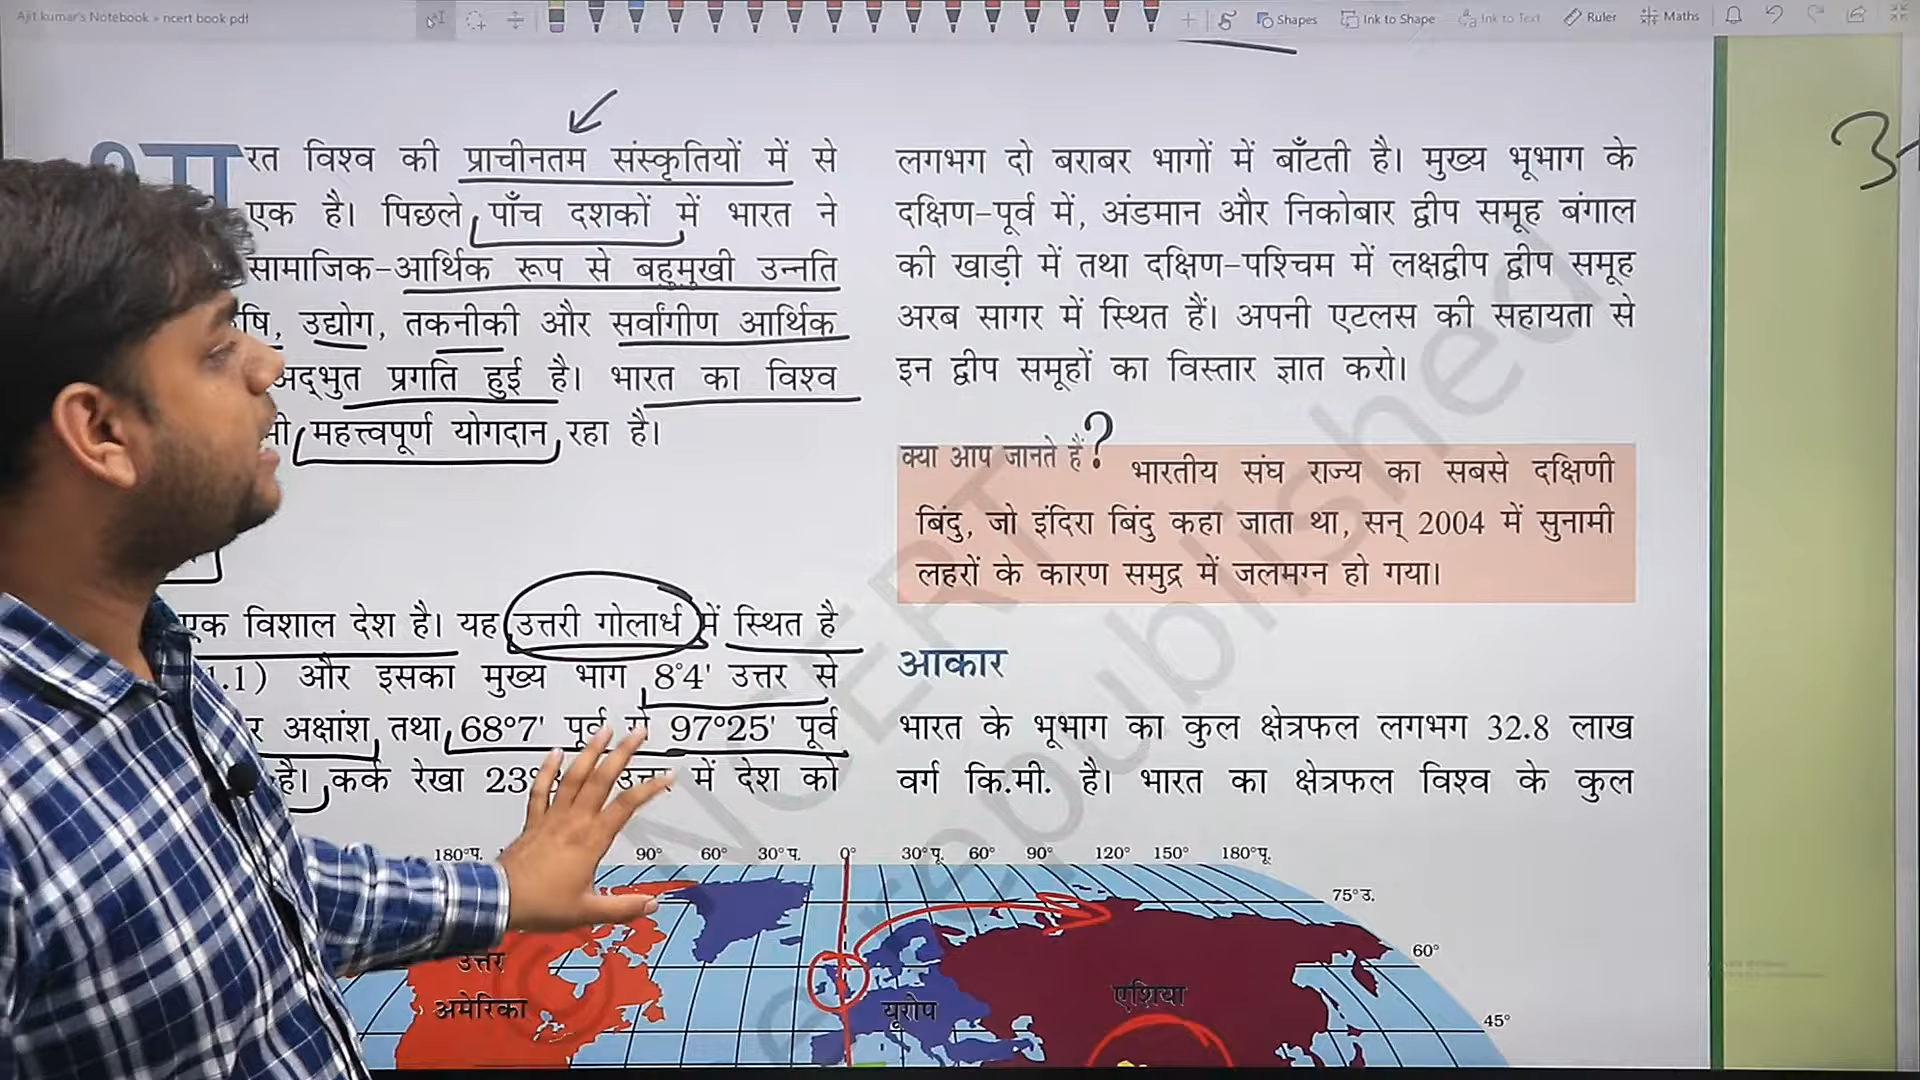 Ajit kumar's Notebook » ncert book pdf
Shapes
Ink to Shape
Ink to Text
Ruler
Maths
रत विश्व की प्राचीनतम संस्कृतियों में से
एक है। पिछले पाँच दशकों में भारत ने
सामाजिक-आर्थिक रूप से बहुमुखी उन्नति
षि, उद्योग, तकनीकी और सर्वांगीण आर्थिक
अद्भुत प्रगति हुई है। भारत का विश्व
महत्त्वपूर्ण योगदान रहा है।
एक विशाल देश है। यह उत्तरी गोलार्ध में स्थित है
.1) और इसका मुख्य भाग 8°4' उत्तर से
र अक्षांश तथा 68°7' पूर्व से 97°25' पूर्व
है। कर्क रेखा उत्तर में देश को
लगभग दो बराबर भागों में बाँटती है। मुख्य भूभाग के
दक्षिण-पूर्व में, अंडमान और निकोबार द्वीप समूह बंगाल
की खाड़ी में तथा दक्षिण-पश्चिम में लक्षद्वीप द्वीप समूह
अरब सागर में स्थित हैं। अपनी एटलस की सहायता से
इन द्वीप समूहों का विस्तार ज्ञात करो।
क्या आप जानते हैं?
भारतीय संघ राज्य का सबसे दक्षिणी
बिंदु, जो इंदिरा बिंदु कहा जाता था, सन् 2004 में सुनामी
लहरों के कारण समुद्र में जलमग्न हो गया।
आकार
भारत के भूभाग का कुल क्षेत्रफल लगभग 32.8 लाख
वर्ग कि.मी. है। भारत का क्षेत्रफल विश्व के कुल
180°प. 90° 60° 30°प. 0° 30°पू. 60° 90° 120° 150° 180°पू.
75°उ.
60°
45°
उत्तर
अमेरिका
यूरोप
एशिया
NCERT
republished